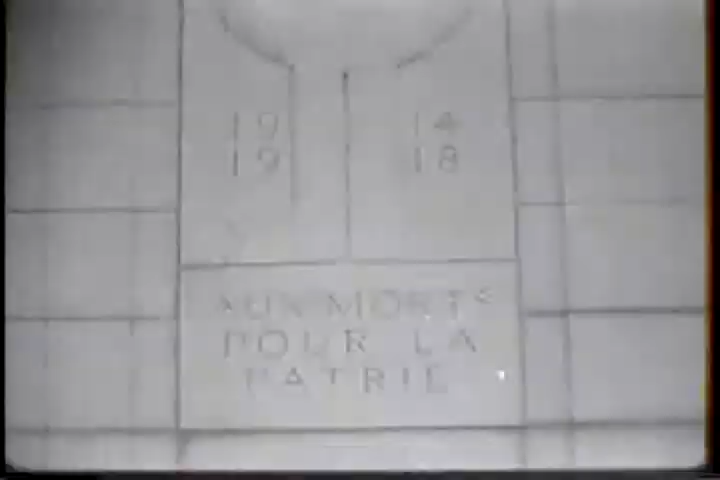 19 14
19 18
AUX MORTS
POUR LA
PATRIE